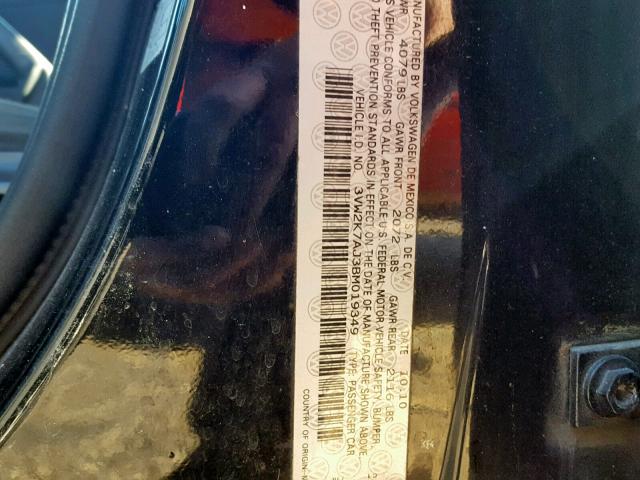 MANUFACTURED BY VOLKSWAGEN DE MEXICO S.A. DE C.V. DATE 10.10
GVWR 4079 LBS GAWR FRONT 2072 LBS GAWR REAR 2116 LBS
VEHICLE CONFORMS TO ALL APPLICABLE U.S. FEDERAL MOTOR VEHICLE SAFETY, BUMPER,
THEFT PREVENTION STANDARDS IN EFFECT ON THE DATE OF MANUFACTURE SHOWN ABOVE
VEHICLE I.D. NO. 3VW2K7AJ3BM019349 (TYPE: PASSENGER CAR
COUNTRY OF ORIGIN